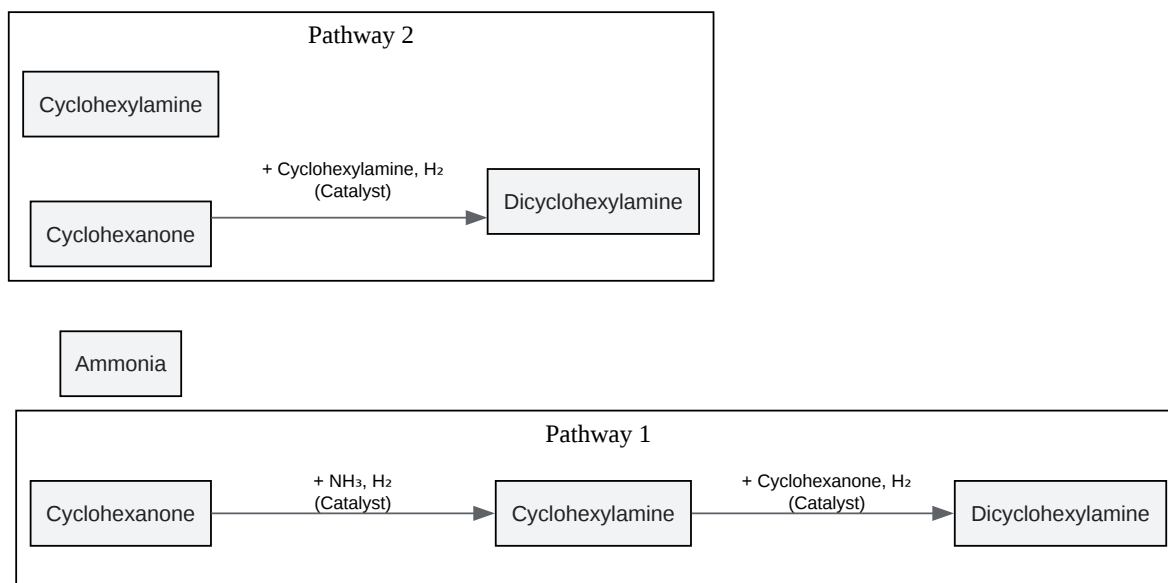 Pathway 2
Cyclohexylamine
+ Cyclohexylamine, H₂
(Catalyst)
Dicyclohexylamine
Cyclohexanone
Ammonia
Pathway 1
+ NH₃, H₂
(Catalyst)
+ Cyclohexanone, H₂
(Catalyst)
Cyclohexanone
Cyclohexylamine
Dicyclohexylamine